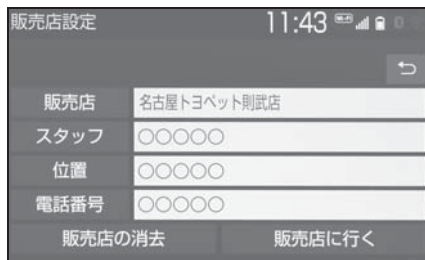 販売店設定 11:43 Wi-Fi
販売店 名古屋トヨペット則武店
スタッフ ○○○○○
位置 ○○○○○
電話番号 ○○○○○
販売店の消去 販売店に行く